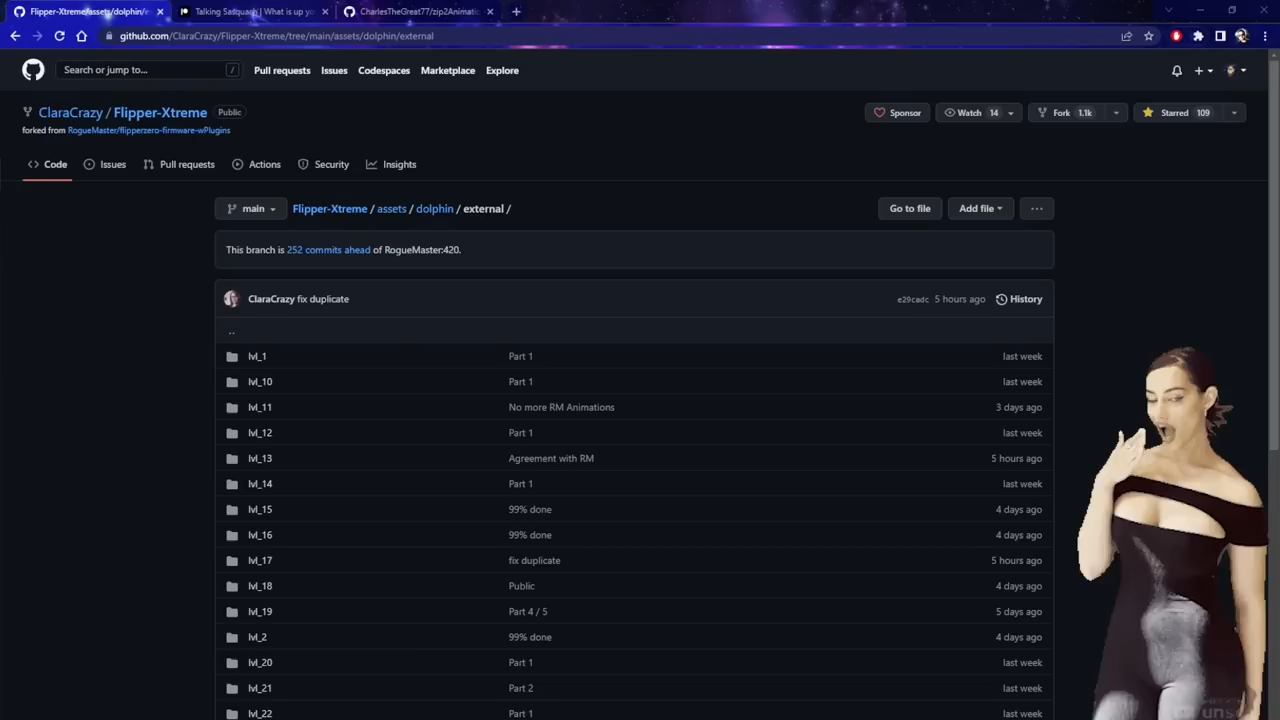 Flipper-Xtreme/assets/dolphin/e
Talking Sasquach | What is up yo
CharlesTheGreat77/zip2Animati
github.com/ClaraCrazy/Flipper-Xtreme/tree/main/assets/dolphin/external
Search or jump to... /
Pull requests Issues Codespaces Marketplace Explore
ClaraCrazy / Flipper-Xtreme Public
Sponsor Watch 14 Fork 1.1k Starred 109
forked from RogueMaster/flipperzero-firmware-wPlugins
Code Issues Pull requests Actions Security Insights
main Flipper-Xtreme / assets / dolphin / external / Go to file Add file ...
This branch is 252 commits ahead of RogueMaster:420.
ClaraCrazy fix duplicate e29cadc 5 hours ago History
..
lvl_1 Part 1 last week
lvl_10 Part 1 last week
lvl_11 No more RM Animations 3 days ago
lvl_12 Part 1 last week
lvl_13 Agreement with RM 5 hours ago
lvl_14 Part 1 last week
lvl_15 99% done 4 days ago
lvl_16 99% done 4 days ago
lvl_17 fix duplicate 5 hours ago
lvl_18 Public 4 days ago
lvl_19 Part 4 / 5 5 days ago
lvl_2 99% done 4 days ago
lvl_20 Part 1 last week
lvl_21 Part 2 last week
lvl_22 Part 1 last week